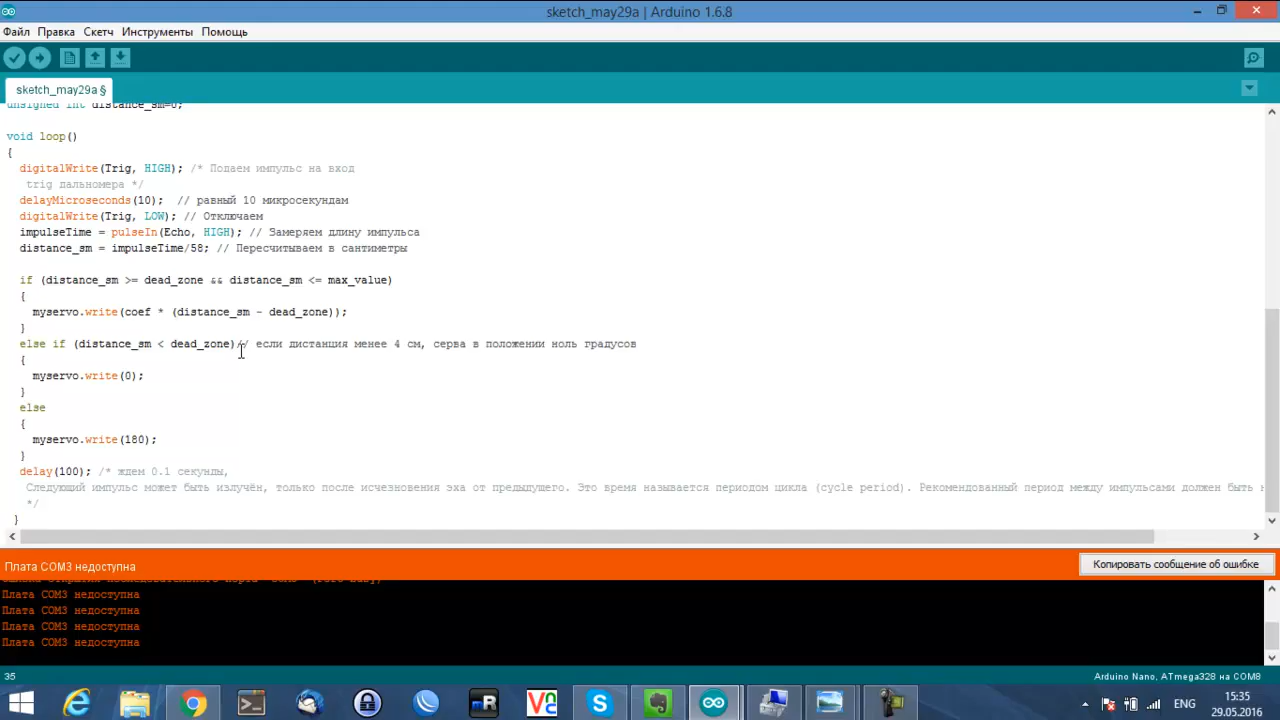 sketch_may29a | Arduino 1.6.8
Файл Правка Скетч Инструменты Помощь
sketch_may29a §
unsigned int distance_sm=0;
void loop()
{
digitalWrite(Trig, HIGH); /* Подаем импульс на вход
trig дальномера */
delayMicroseconds(10); // равный 10 микросекундам
digitalWrite(Trig, LOW); // Отключаем
impulseTime = pulseIn(Echo, HIGH); // Замеряем длину импульса
distance_sm = impulseTime/58; // Пересчитываем в сантиметры
if (distance_sm >= dead_zone && distance_sm <= max_value)
{
myservo.write(coef * (distance_sm - dead_zone));
}
else if (distance_sm < dead_zone)// если дистанция менее 4 см, серва в положении ноль градусов
{
myservo.write(0);
}
else
{
myservo.write(180);
}
delay(100); /* ждем 0.1 секунды,
Следующий импульс может быть излучён, только после исчезновения эха от предыдущего. Это время называется периодом цикла (cycle period). Рекомендованный период между импульсами должен быть
*/
}
Плата COM3 недоступна
Копировать сообщение об ошибке
Плата COM3 недоступна
Плата COM3 недоступна
Плата COM3 недоступна
Плата COM3 недоступна
35
Arduino Nano, ATmega328 on COM8
ENG
15:35
29.05.2016